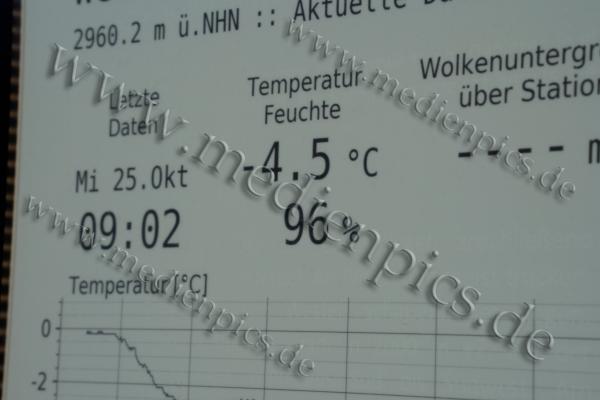 2960.2 m ü.NHN :: Aktuelle
Letzte
Daten
Temperatur
Feuchte
über Station
-4.5 °C
---- m
Mi 25.Okt
09:02
96 %
Temperatur [°C]
0
-2
www.medienpics.de
www.medienpics.de
www.medienpics.de